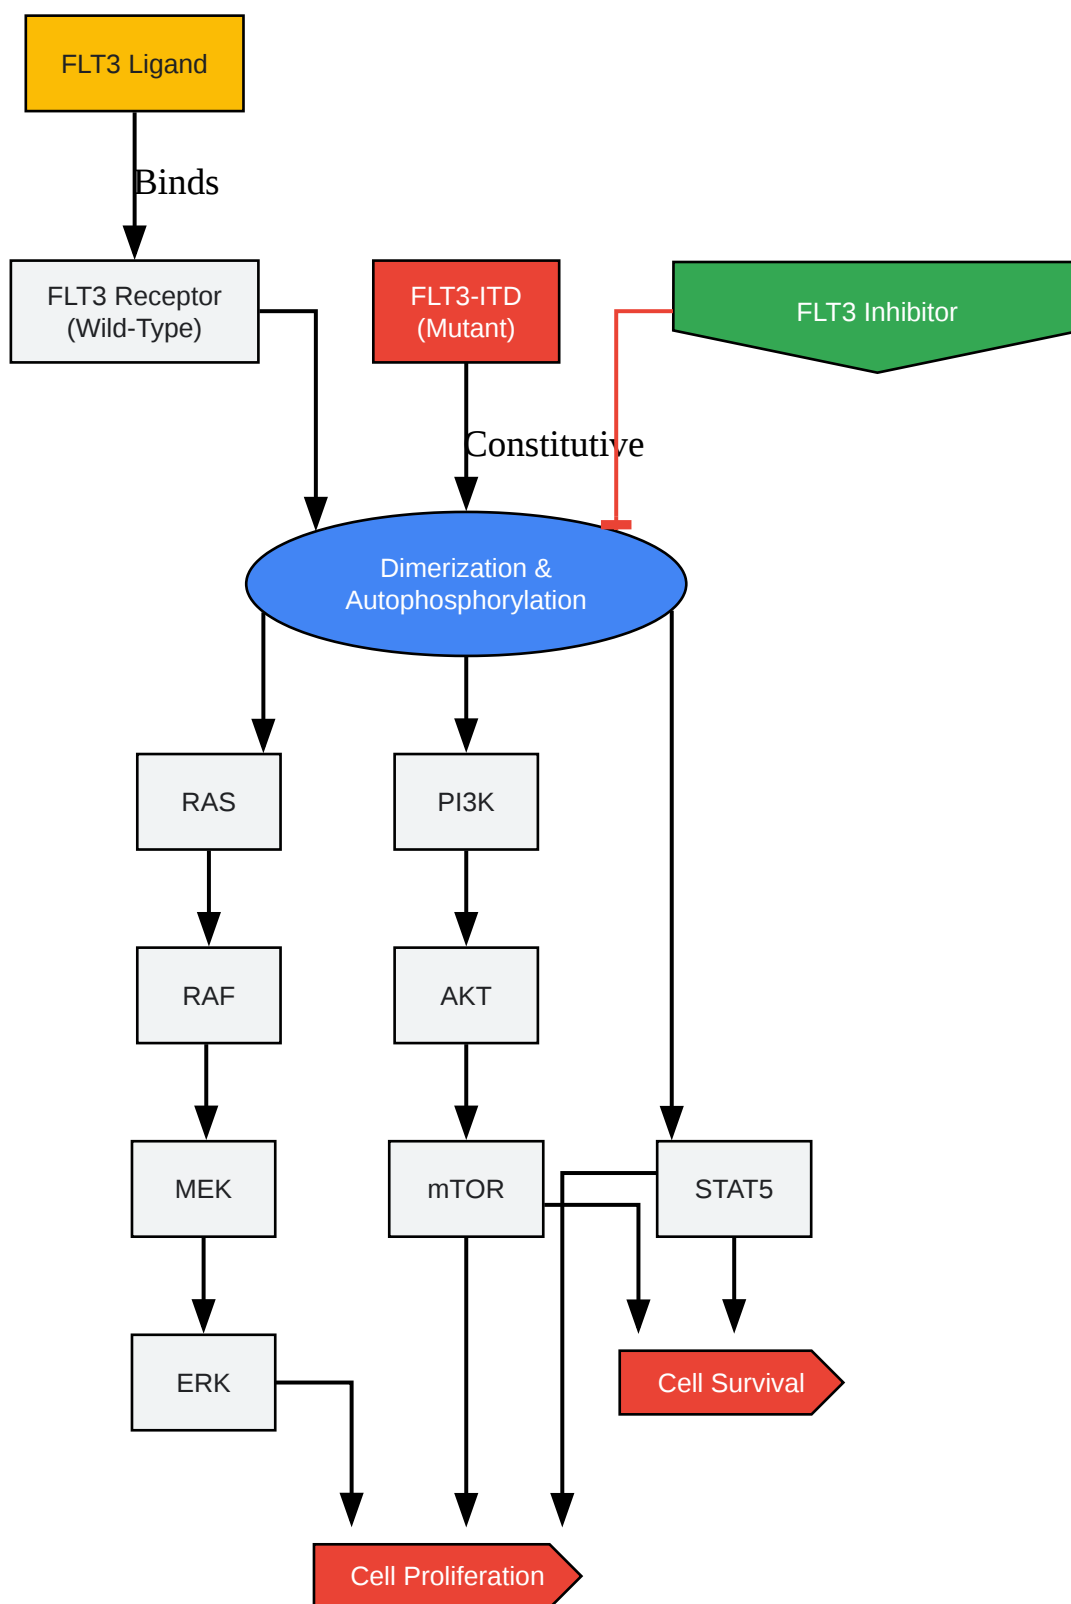 FLT3 Ligand
Binds
FLT3 Receptor
(Wild-Type)
FLT3-ITD
(Mutant)
FLT3 Inhibitor
Constitutive
Dimerization &
Autophosphorylation
RAS
PI3K
RAF
AKT
MEK
mTOR
STAT5
ERK
Cell Survival
Cell Proliferation